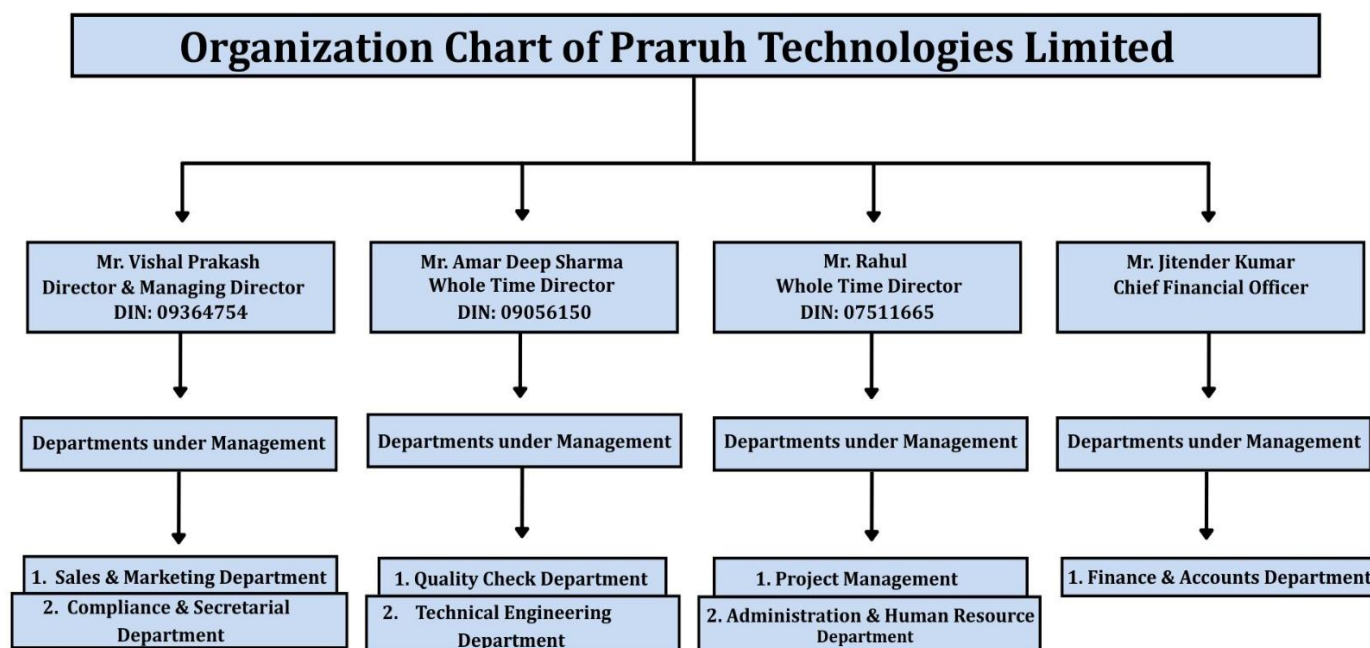 Organization Chart of Praruh Technologies Limited
Mr. Vishal Prakash
Director & Managing Director
DIN: 09364754
Mr. Amar Deep Sharma
Whole Time Director
DIN: 09056150
Mr. Rahul
Whole Time Director
DIN: 07511665
Mr. Jitender Kumar
Chief Financial Officer
Departments under Management
Departments under Management
Departments under Management
Departments under Management
1. Sales & Marketing Department
2. Compliance & Secretarial
Department
1. Quality Check Department
2. Technical Engineering
Department
1. Project Management
2. Administration & Human Resource
Department
1. Finance & Accounts Department